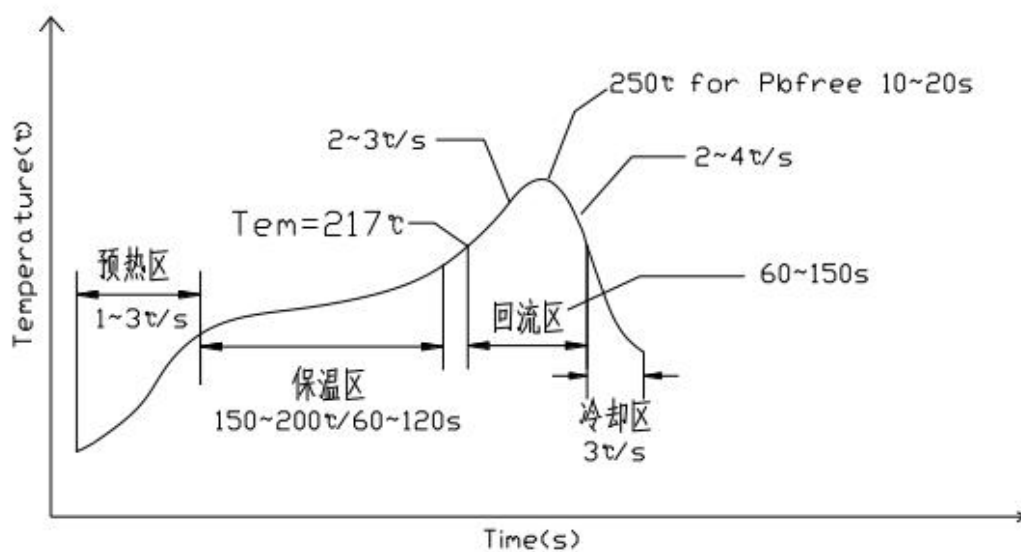 250℃ for Pbfree 10~20s
2~3℃/s
2~4℃/s
Tem=217℃
预热区
1~3℃/s
60~150s
回流区
保温区
150~200℃/60~120s
冷却区
3℃/s
Temperature(℃)
Time(s)